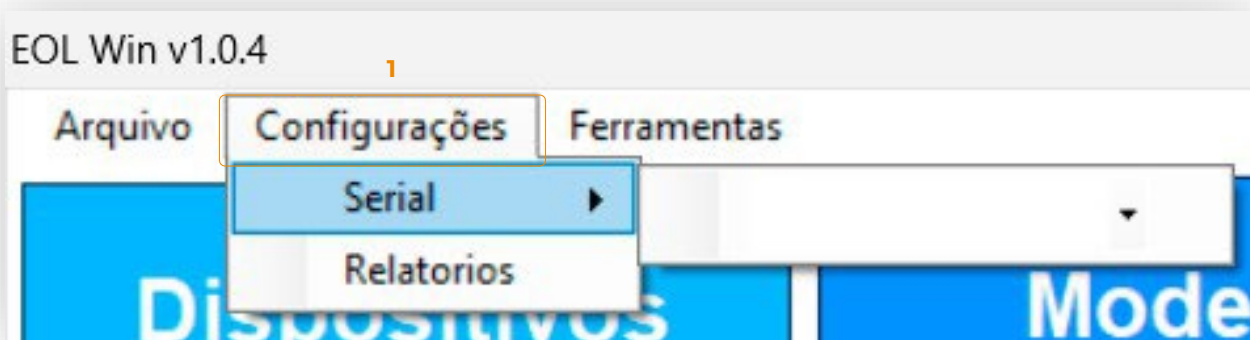 EOL Win v1.0.4
1
Arquivo Configurações Ferramentas
Serial
Relatorios
Dispositivos Mode